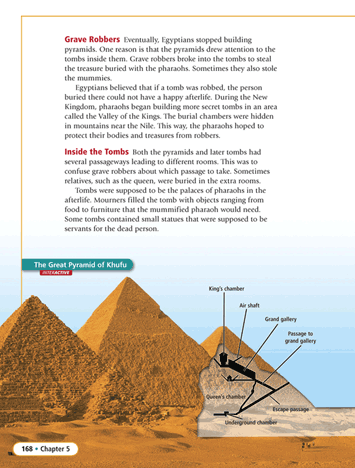 Grave Robbers Eventually, Egyptians stopped building
pyramids. One reason is that the pyramids drew attention to the
tombs inside them. Grave robbers broke into the tombs to steal
the treasure buried with the pharaohs. Sometimes they also stole
the mummies.
Egyptians believed that if a tomb was robbed, the person
buried there could not have a happy afterlife. During the New
Kingdom, pharaohs began building more secret tombs in an area
called the Valley of the Kings. The burial chambers were hidden
in mountains near the Nile. This way, the pharaohs hoped to
protect their bodies and treasures from robbers.
Inside the Tombs Both the pyramids and later tombs had
several passageways leading to different rooms. This was to
confuse grave robbers about which passage to take. Sometimes
relatives, such as the queen, were buried in the extra rooms.
Tombs were supposed to be the palaces of pharaohs in the
afterlife. Mourners filled the tomb with objects ranging from
food to furniture that the mummified pharaoh would need.
Some tombs contained small statues that were supposed to be
servants for the dead person.
The Great Pyramid of Khufu
INTERACTIVE
King's chamber
Air shaft
Grand gallery
Passage to
grand gallery
Queen's chamber
Escape passage
Underground chamber
168 • Chapter 5